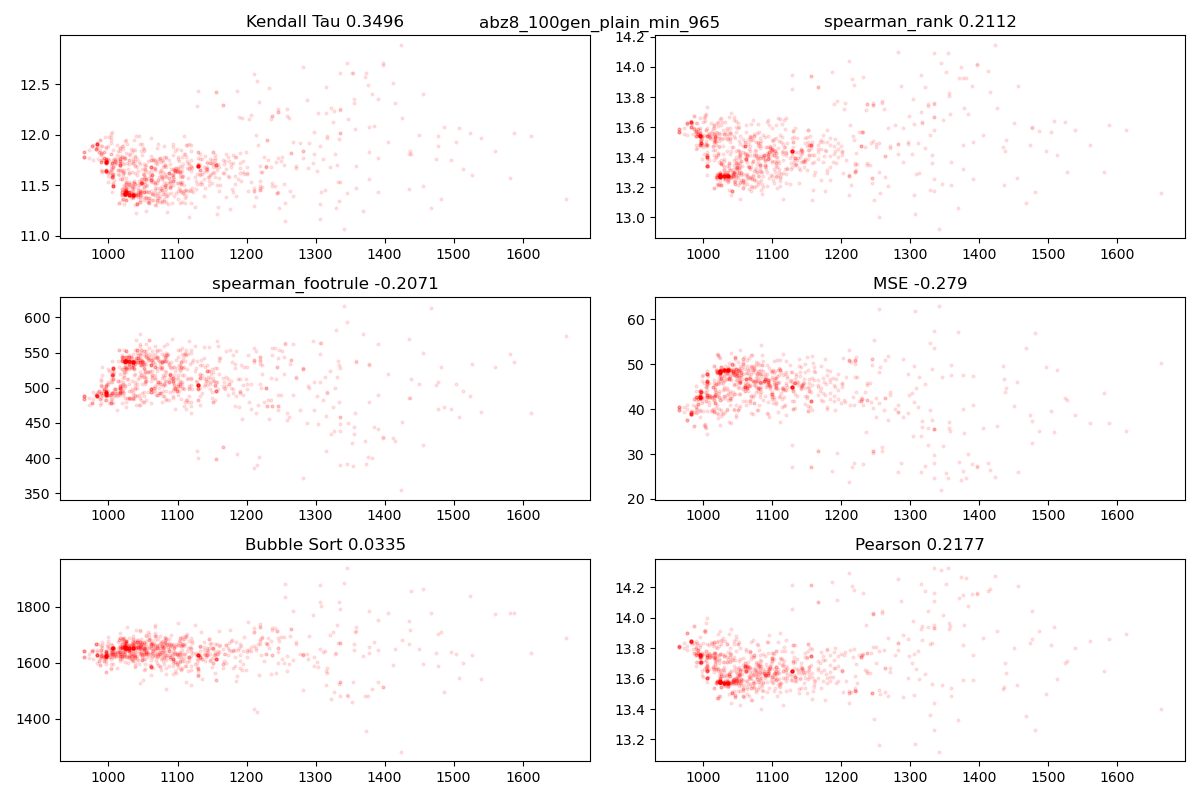 abz8_100gen_plain_min_965
Kendall Tau 0.3496
12.5
12.0
11.5
11.0
1000 1100 1200 1300 1400 1500 1600
spearman_rank 0.2112
14.2
14.0
13.8
13.6
13.4
13.2
13.0
1000 1100 1200 1300 1400 1500 1600
spearman_footrule -0.2071
600
550
500
450
400
350
1000 1100 1200 1300 1400 1500 1600
MSE -0.279
60
50
40
30
20
1000 1100 1200 1300 1400 1500 1600
Bubble Sort 0.0335
1800
1600
1400
1000 1100 1200 1300 1400 1500 1600
Pearson 0.2177
14.2
14.0
13.8
13.6
13.4
13.2
1000 1100 1200 1300 1400 1500 1600